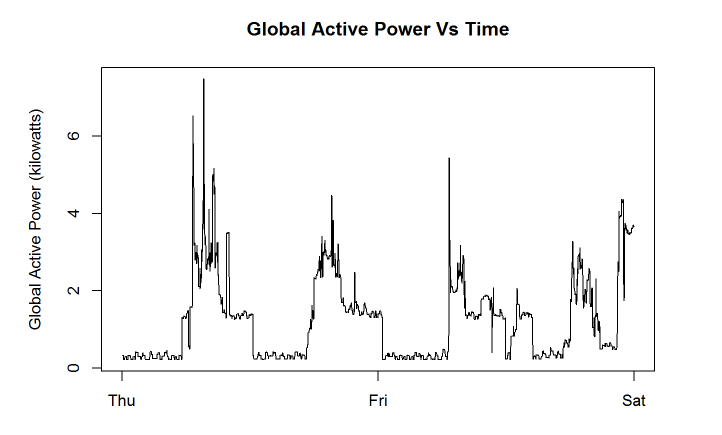 Global Active Power Vs Time
Global Active Power (kilowatts)
6
4
2
0
Thu
Fri
Sat